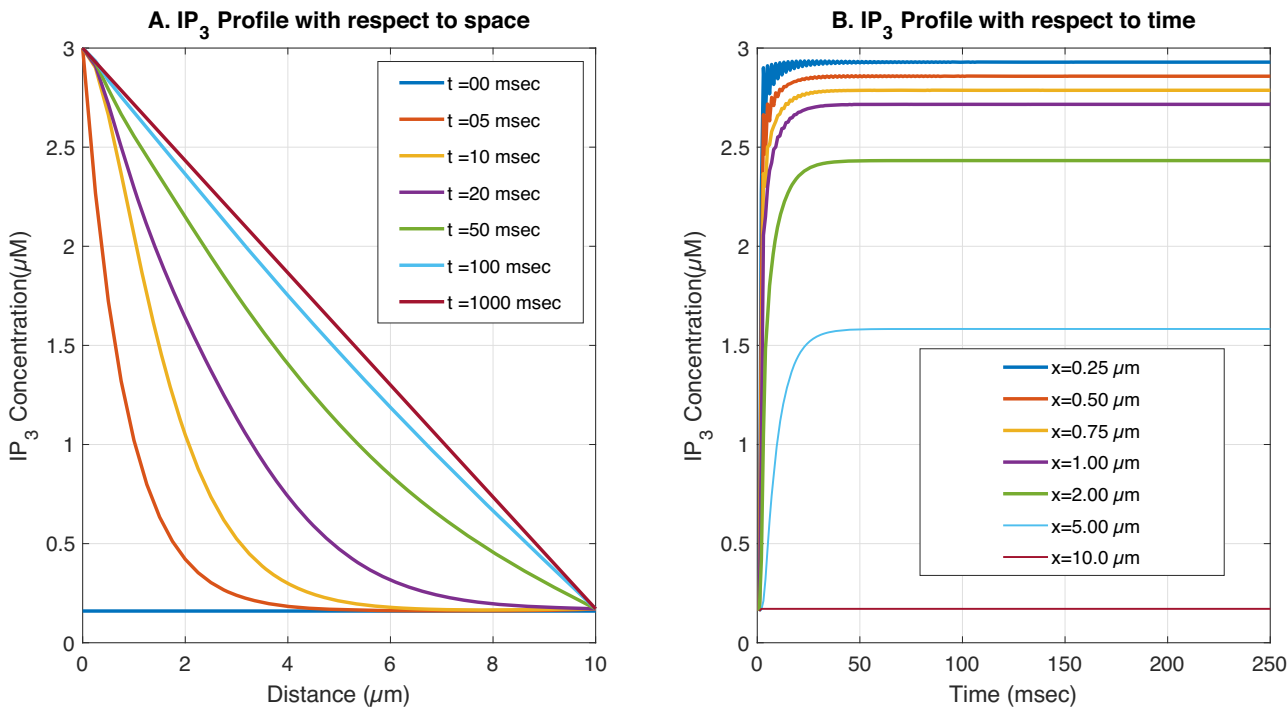 A. IP3 Profile with respect to space
3
2.5
2
1.5
1
0.5
0
IP3 Concentration(µM)
0 2 4 6 8 10
Distance (µm)
t =00 msec
t =05 msec
t =10 msec
t =20 msec
t =50 msec
t =100 msec
t =1000 msec
B. IP3 Profile with respect to time
3
2.5
2
1.5
1
0.5
0
IP3 Concentration(µM)
0 50 100 150 200 250
Time (msec)
x=0.25 µm
x=0.50 µm
x=0.75 µm
x=1.00 µm
x=2.00 µm
x=5.00 µm
x=10.0 µm